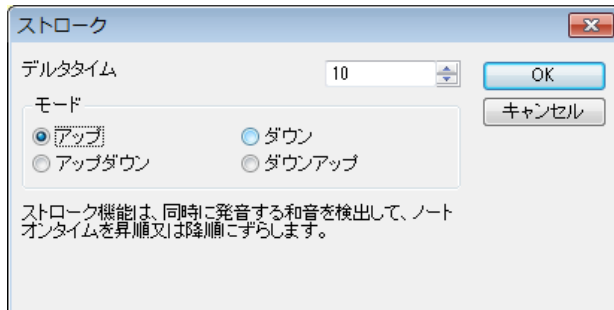 ストローク
デルタタイム 10 OK
モード キャンセル
アップ ダウン
アップダウン ダウンアップ
ストローク機能は、同時に発音する和音を検出して、ノート
オンタイムを昇順又は降順にずらします。